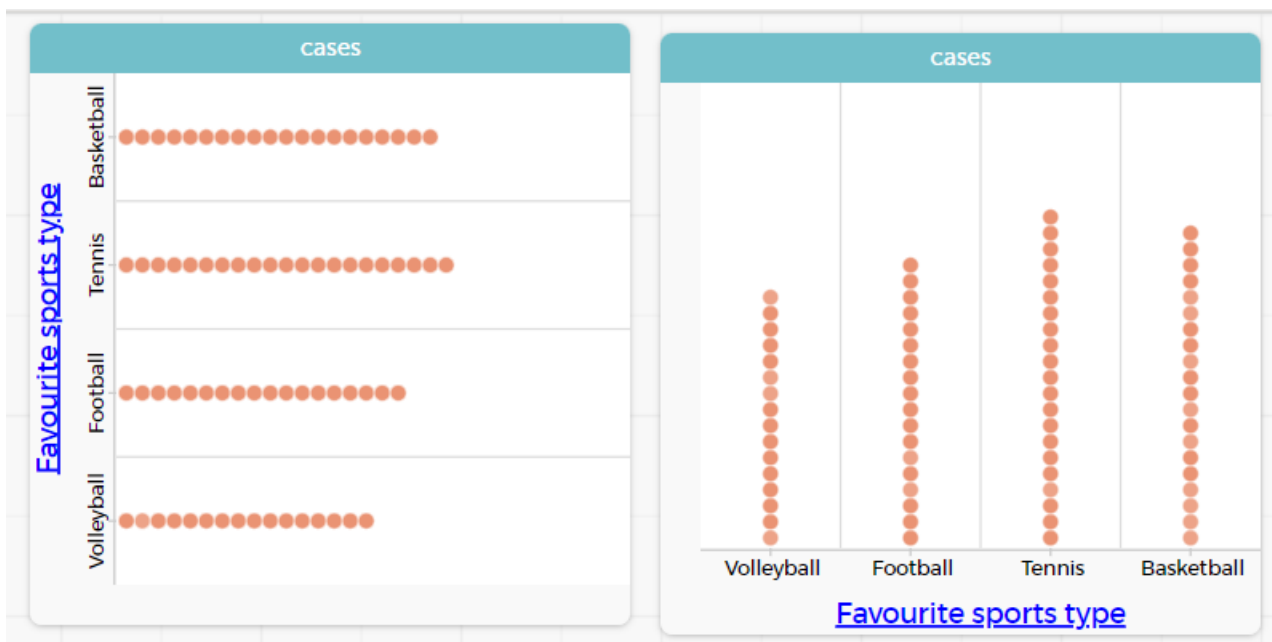 cases
Favourite sports type
Basketball
Tennis
Football
Volleyball
cases
Volleyball Football Tennis Basketball
Favourite sports type